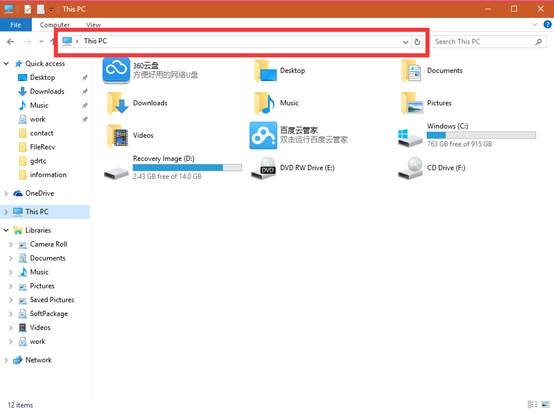 This PC
File
Computer
View
This PC
Search This PC
Quick access
Desktop
Downloads
Music
work
contact
FileRecv
gdrtc
information
OneDrive
This PC
Libraries
Camera Roll
Documents
Music
Pictures
Saved Pictures
SoftPackage
Videos
work
Network
360云盘
方便好用的网络U盘
Desktop
Documents
Downloads
Music
Pictures
Videos
百度云管家
双击运行百度云管家
Windows (C:)
763 GB free of 915 GB
Recovery Image (D:)
2.43 GB free of 14.0 GB
DVD RW Drive (E:)
DVD
CD Drive (F:)
12 items